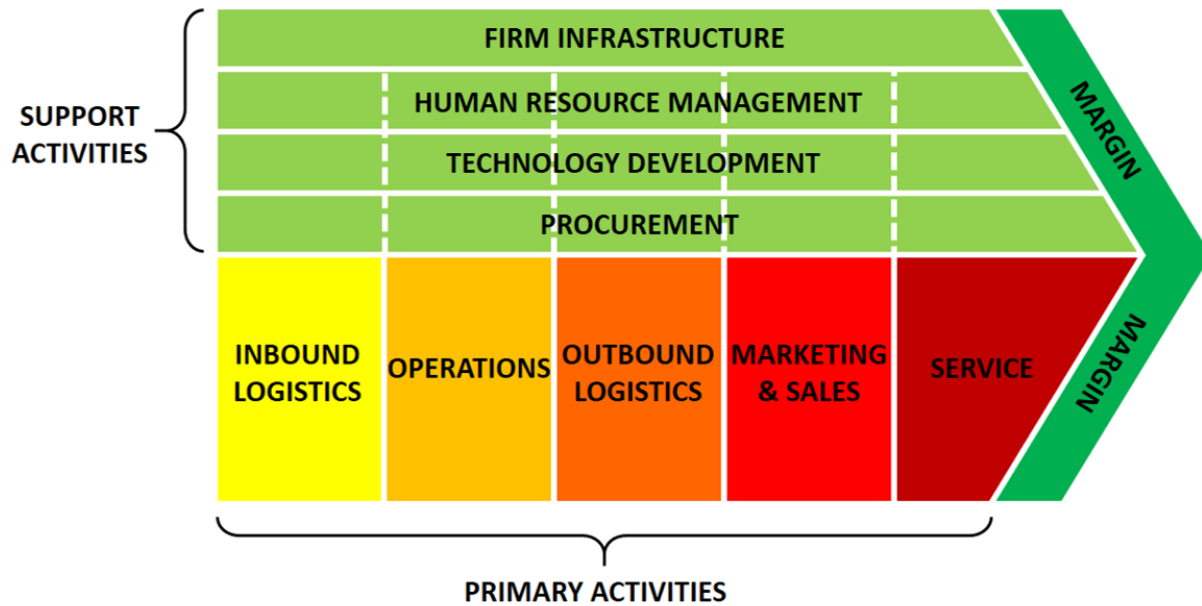 FIRM INFRASTRUCTURE
HUMAN RESOURCE MANAGEMENT
TECHNOLOGY DEVELOPMENT
PROCUREMENT
SUPPORT
ACTIVITIES
MARGIN
INBOUND
LOGISTICS
OPERATIONS
OUTBOUND
LOGISTICS
MARKETING
& SALES
SERVICE
MARGIN
PRIMARY ACTIVITIES